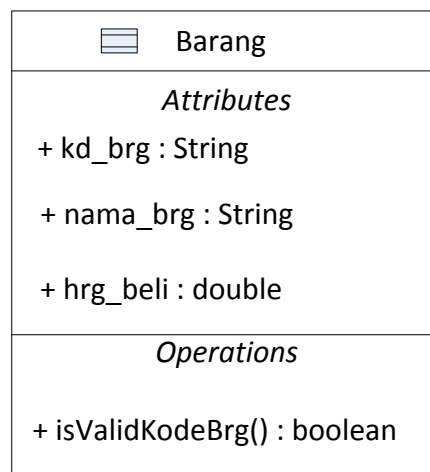 Barang
Attributes
+ kd_brg : String
+ nama_brg : String
+ hrg_beli : double
Operations
+ isValidKodeBrg() : boolean